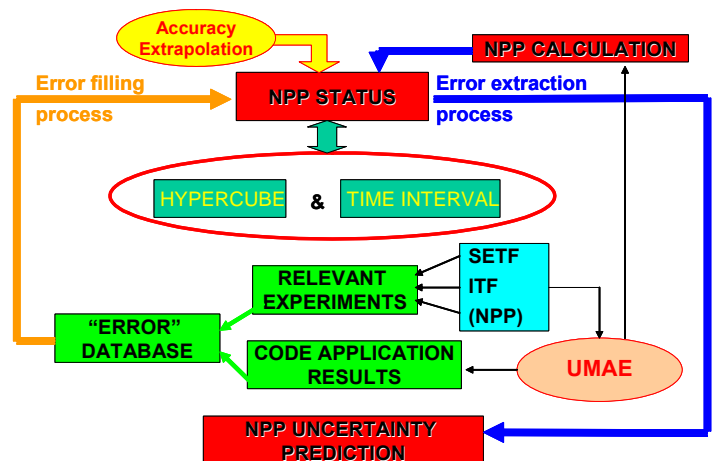 Accuracy
Extrapolation
NPP CALCULATION
Error filling
process
NPP STATUS
Error extraction
process
HYPERCUBE
&
TIME INTERVAL
SETF
ITF
(NPP)
RELEVANT
EXPERIMENTS
“ERROR”
DATABASE
CODE APPLICATION
RESULTS
UMAE
NPP UNCERTAINTY
PREDICTION